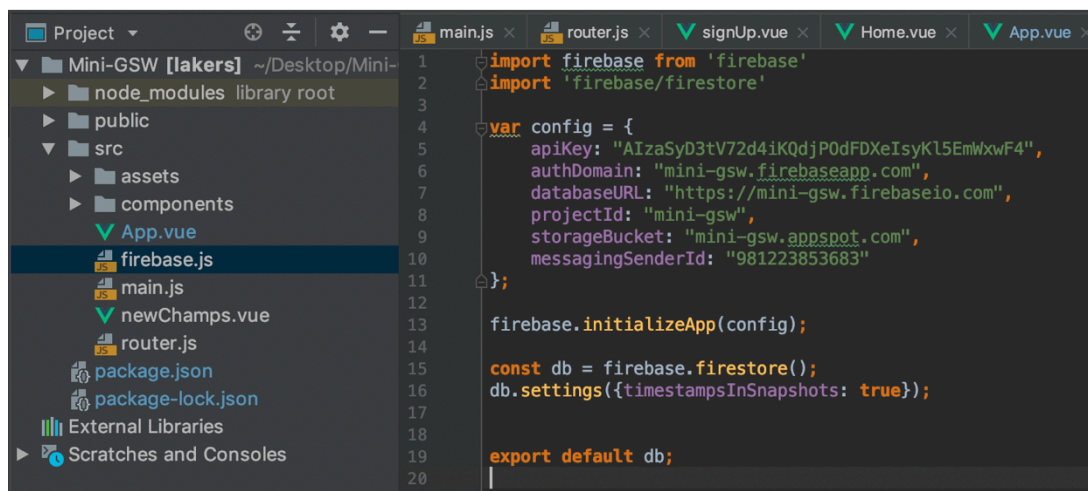 Project
Mini-GSW [lakers] ~/Desktop/Mini-
node_modules library root
public
src
assets
components
App.vue
firebase.js
main.js
newChamps.vue
router.js
package.json
package-lock.json
External Libraries
Scratches and Consoles
main.js router.js signUp.vue Home.vue App.vue
1 import firebase from 'firebase'
2 import 'firebase/firestore'
3
4 var config = {
5 apiKey: "AIzaSyD3tV72d4iKQdjPOdFDXeIsyKl5EmWxwF4",
6 authDomain: "mini-gsw.firebaseapp.com",
7 databaseURL: "https://mini-gsw.firebaseio.com",
8 projectId: "mini-gsw",
9 storageBucket: "mini-gsw.appspot.com",
10 messagingSenderId: "981223853683"
11 };
12
13 firebase.initializeApp(config);
14
15 const db = firebase.firestore();
16 db.settings({timestampsInSnapshots: true});
17
18
19 export default db;
20